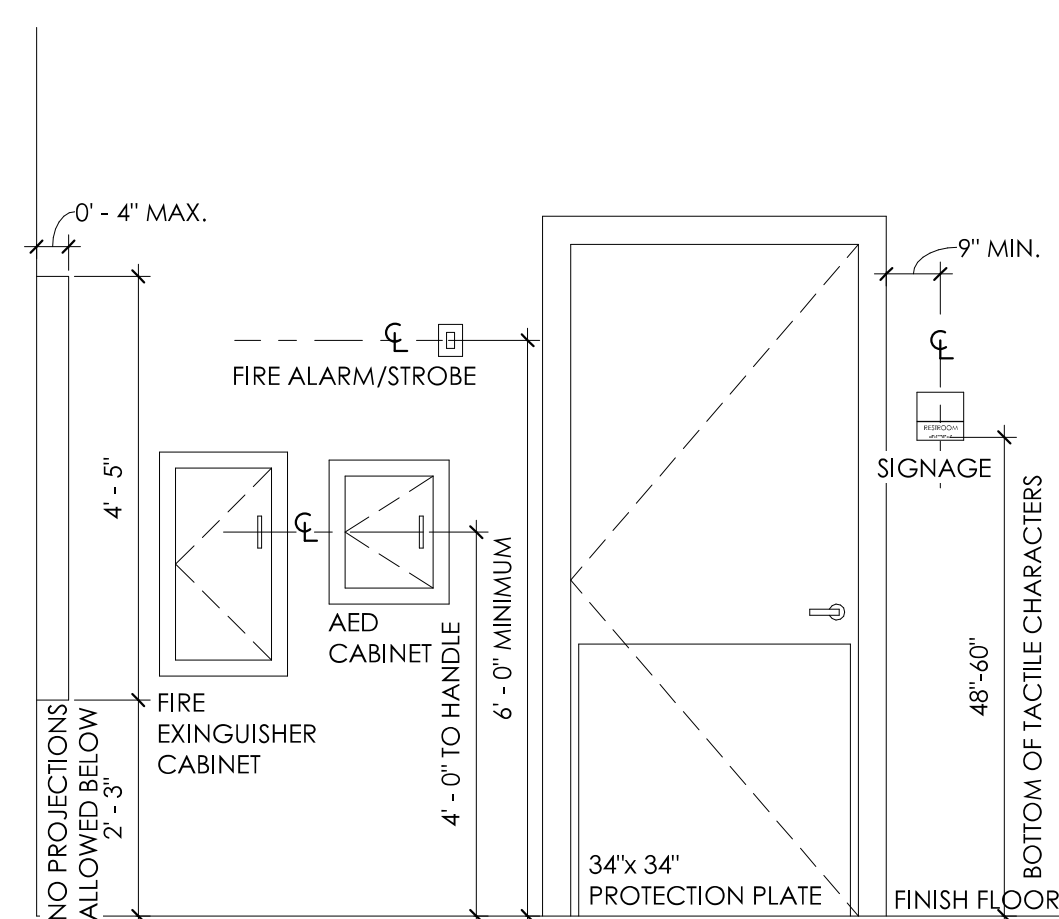 0' - 4" MAX.
9" MIN.
℄
FIRE ALARM/STROBE
℄
RESTROOM
SIGNAGE
4' - 5"
℄
AED
CABINET
4' - 0" TO HANDLE
6' - 0" MINIMUM
48"-60"
BOTTOM OF TACTILE CHARACTERS
FIRE
EXINGUISHER
CABINET
NO PROJECTIONS
ALLOWED BELOW
2' - 3"
34"x 34"
PROTECTION PLATE
FINISH FLOOR